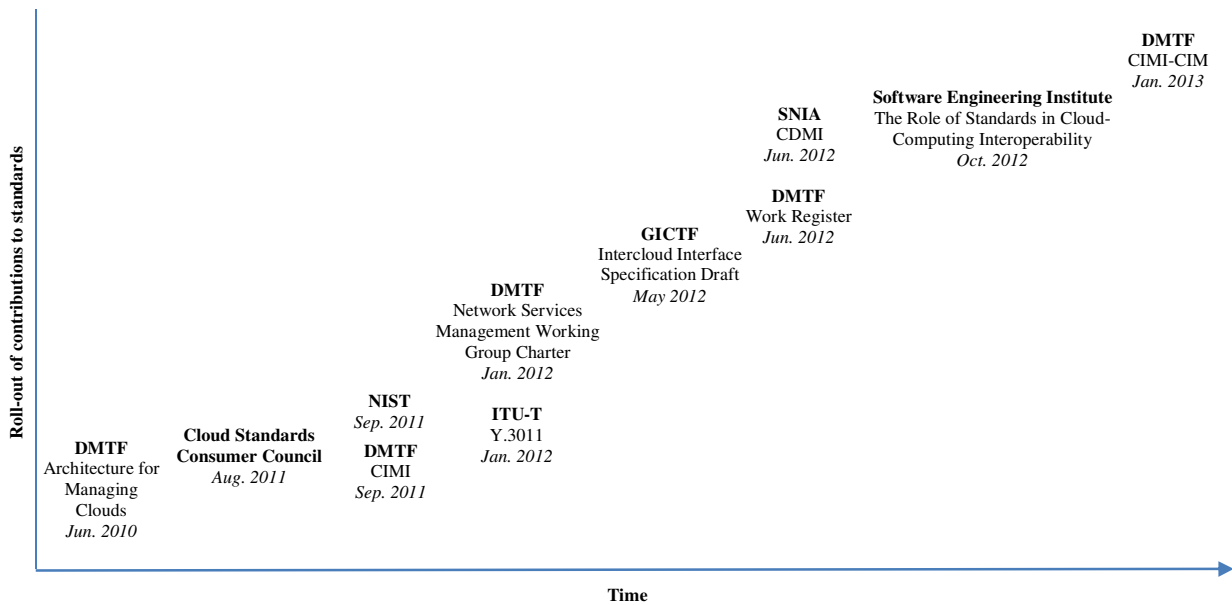 Roll-out of contributions to standards
DMTF
Architecture for
Managing
Clouds
Jun. 2010
Cloud Standards
Consumer Council
Aug. 2011
NIST
Sep. 2011
DMTF
CIMI
Sep. 2011
DMTF
Network Services
Management Working
Group Charter
Jan. 2012
ITU-T
Y.3011
Jan. 2012
GICTF
Intercloud Interface
Specification Draft
May 2012
SNIA
CDMI
Jun. 2012
DMTF
Work Register
Jun. 2012
Software Engineering Institute
The Role of Standards in Cloud-
Computing Interoperability
Oct. 2012
DMTF
CIMI-CIM
Jan. 2013
Time